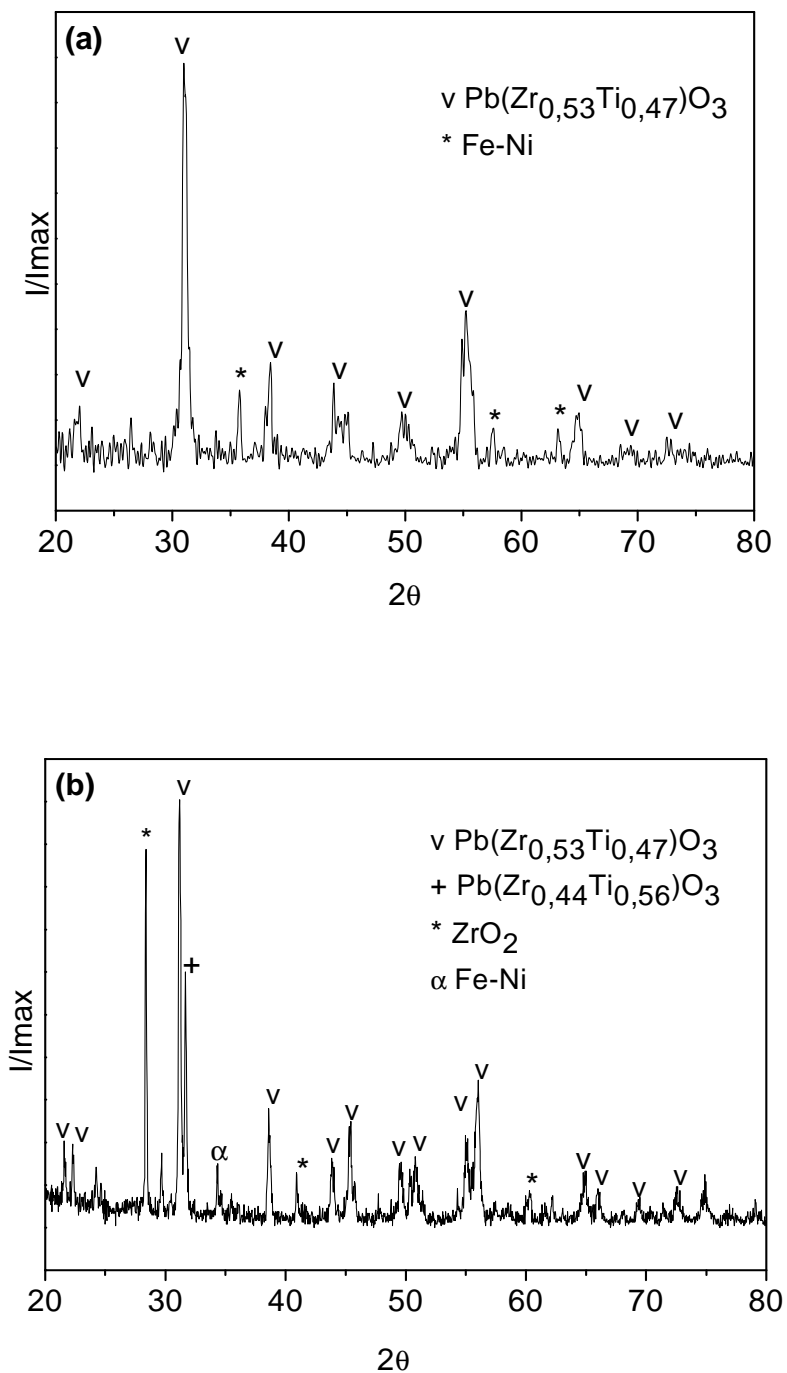 (a)
v
v Pb(Zr0,53Ti0,47)O3
* Fe-Ni
I/Imax
v
*
v
v
v
v
*
*
v
v
v
20 30 40 50 60 70 80
2θ
(b)
v
*
v Pb(Zr0,53Ti0,47)O3
+ Pb(Zr0,44Ti0,56)O3
* ZrO2
α Fe-Ni
+
I/Imax
v v
α
v
*
v
v
v v
v
v
*
v
v
v
v
20 30 40 50 60 70 80
2θ